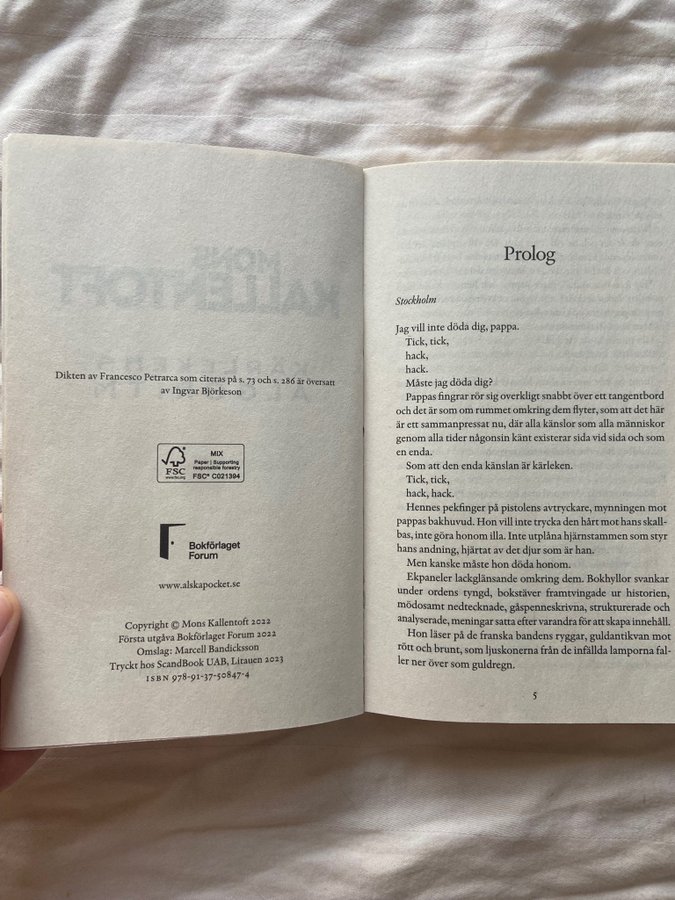 Dikten av Francesco Petrarca som citeras på s. 73 och s. 286 är översatt
av Ingvar Björkeson
MIX
Paper | Supporting
responsible forestry
FSC® C021394
FSC
www.fsc.org
Bokförlaget
Forum
www.alskapocket.se
Copyright © Mons Kallentoft 2022
Första utgåva Bokförlaget Forum 2022
Omslag: Marcell Bandicksson
Tryckt hos ScandBook UAB, Litauen 2023
ISBN 978-91-37-50847-4
Prolog
Stockholm
Jag vill inte döda dig, pappa.
Tick, tick,
hack,
hack.
Måste jag döda dig?
Pappas fingrar rör sig overkligt snabbt över ett tangentbord
och det är som om rummet omkring dem flyter, som att det här
är ett sammanpressat nu, där alla känslor som alla människor
genom alla tider någonsin känt existerar sida vid sida och som
en enda.
Som att den enda känslan är kärleken.
Tick, tick,
hack, hack.
Hennes pekfinger på pistolens avtryckare, mynningen mot
pappas bakhuvud. Hon vill inte trycka den hårt mot hans skall-
bas, inte göra honom illa. Inte utplåna hjärnstammen som styr
hans andning, hjärtat av det djur som är han.
Men kanske måste hon döda honom.
Ekpaneler lackglänsande omkring dem. Bokhyllor svankar
under ordens tyngd, bokstäver framtvingade ur historien,
mödosamt nedtecknade, gåspenneskrivna, strukturerade och
analyserade, meningar satta efter varandra för att skapa innehåll.
Hon läser på de franska bandens ryggar, guldantikvan mot
rött och brunt, som ljuskonerna från de infällda lamporna fal-
ler ner över som guldregn.
5